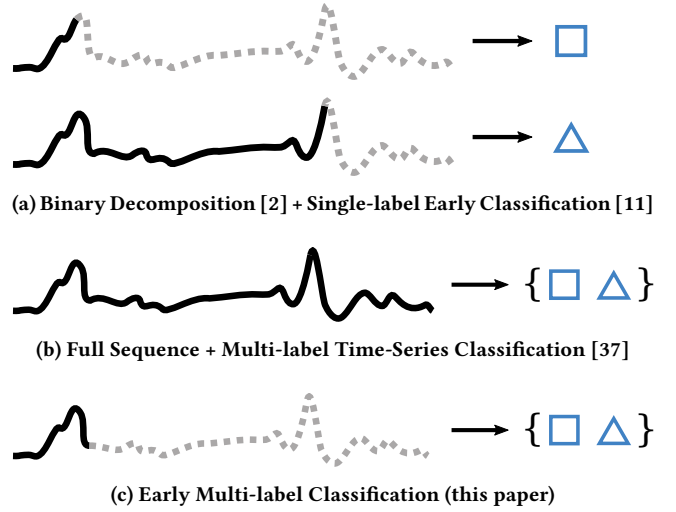 (a) Binary Decomposition [2] + Single-label Early Classification [11]
{ }
(b) Full Sequence + Multi-label Time-Series Classification [37]
{ }
(c) Early Multi-label Classification (this paper)